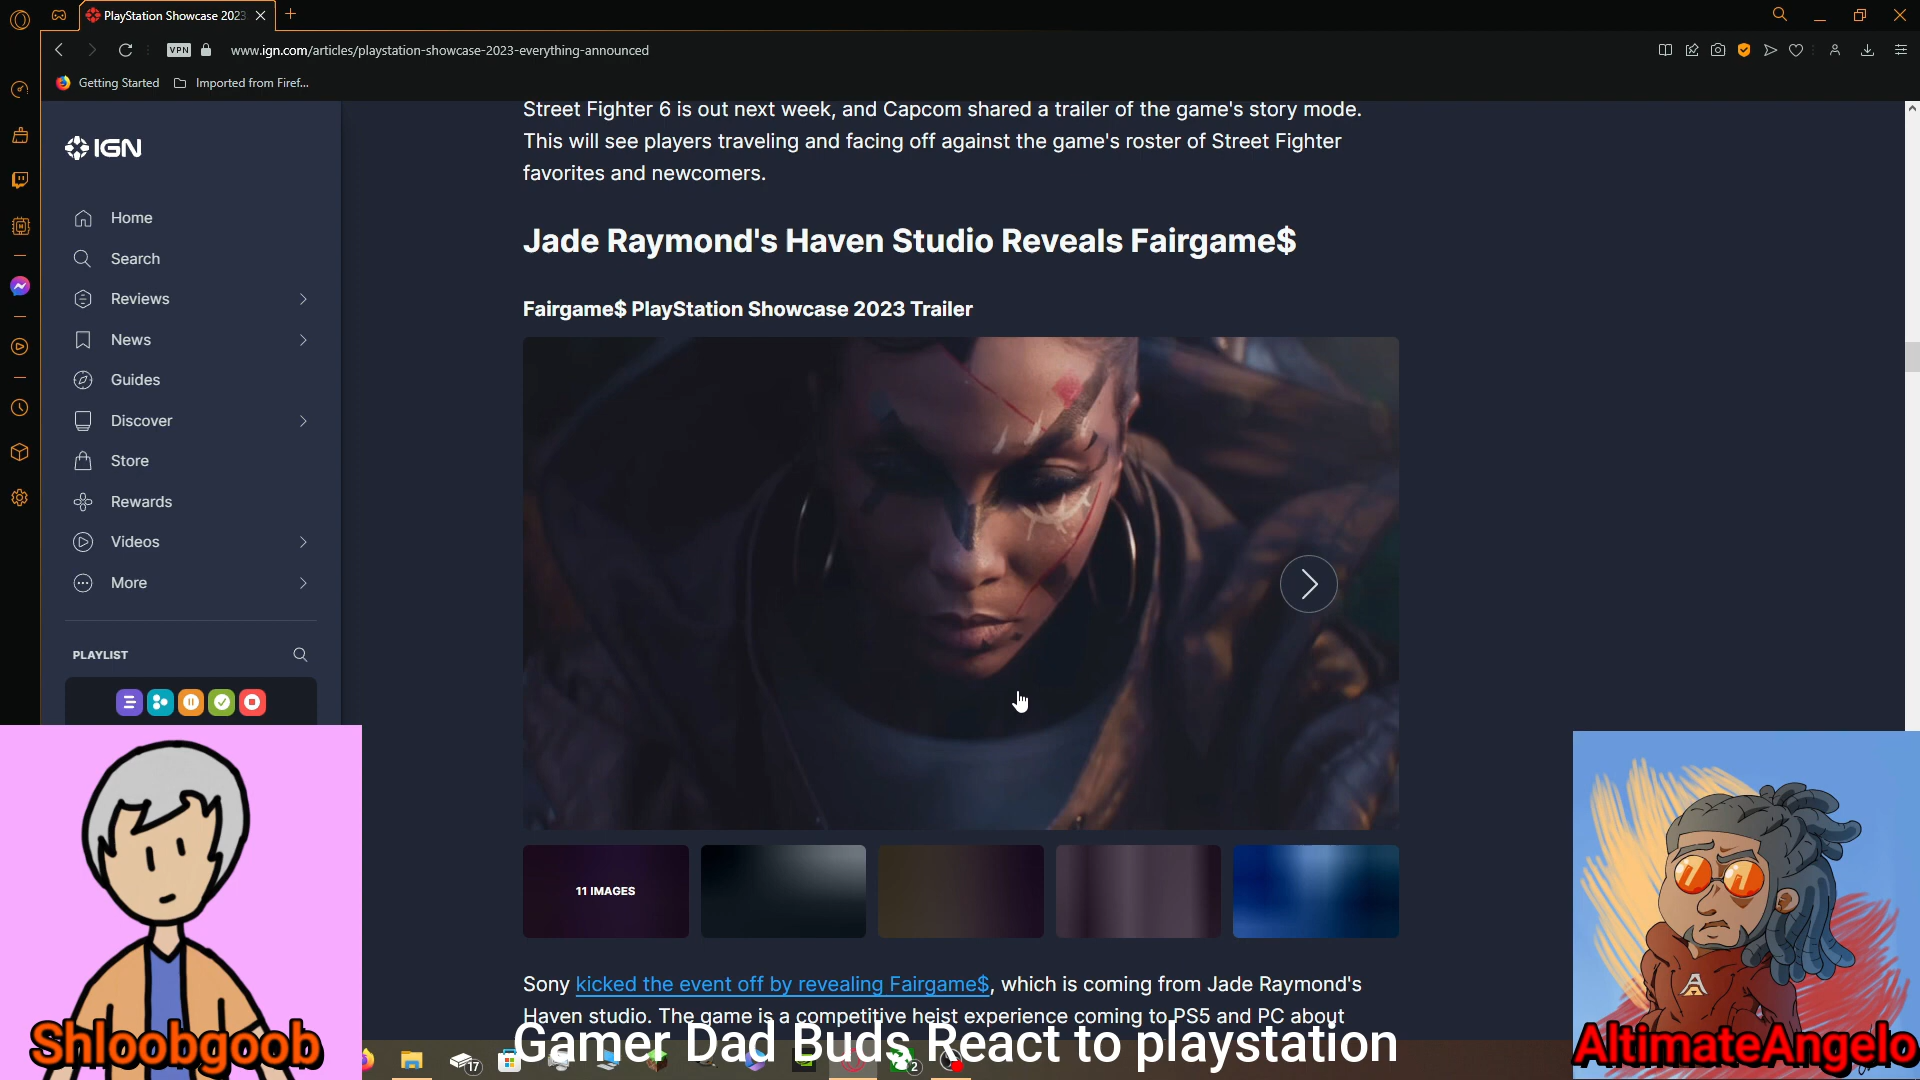 PlayStation Showcase 2023
VPN
www.ign.com/articles/playstation-showcase-2023-everything-announced
Getting Started
Imported from Firef...
IGN
Home
Search
Reviews
News
Guides
Discover
Store
Rewards
Videos
More
PLAYLIST
Street Fighter 6 is out next week, and Capcom shared a trailer of the game's story mode.
This will see players traveling and facing off against the game's roster of Street Fighter
favorites and newcomers.
Jade Raymond's Haven Studio Reveals Fairgame$
Fairgame$ PlayStation Showcase 2023 Trailer
11 IMAGES
Sony kicked the event off by revealing Fairgame$, which is coming from Jade Raymond's
Haven studio. The game is a competitive heist experience coming to PS5 and PC about
Shloobgoob
Gamer Dad Buds React to playstation
A
AltimateAngelo
17
2